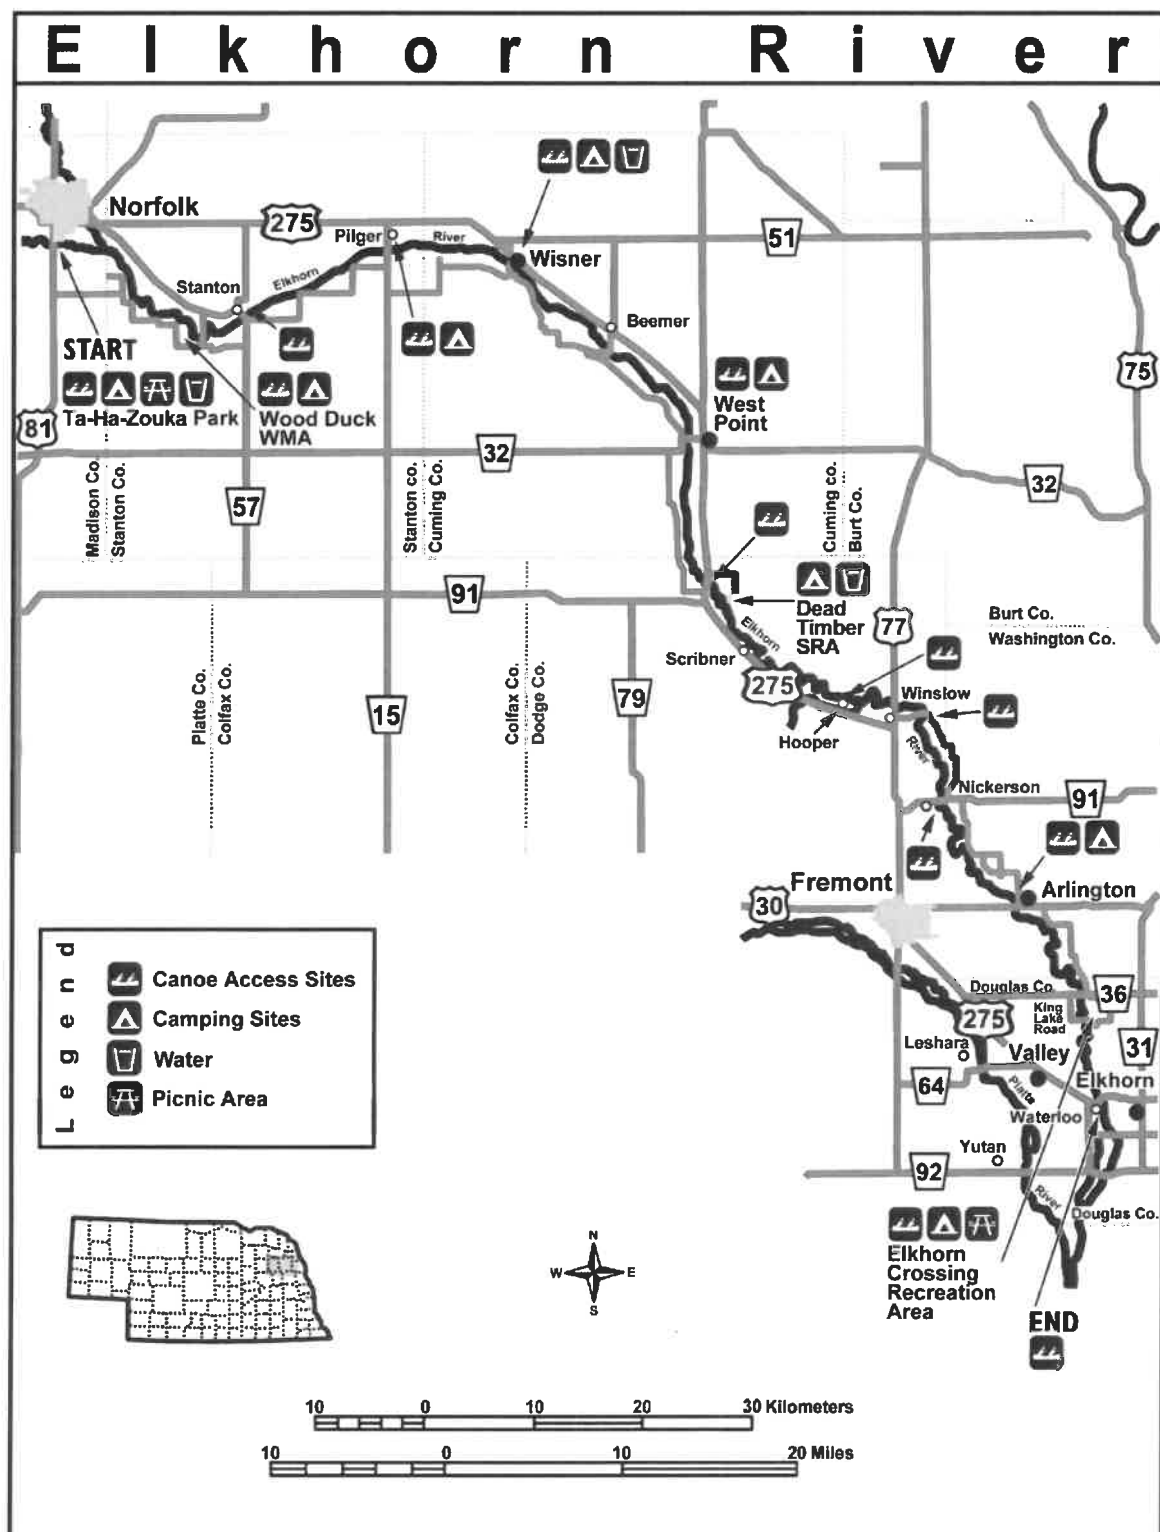 Elkhorn River
Norfolk
275
Pilger
River
Wisner
51
Elkhorn
Stanton
Beemer
START
75
West
Point
Ta-Ha-Zouka Park
Wood Duck
WMA
81
32
32
Madison Co.
Stanton Co.
57
Stanton co.
Cuming Co.
Cuming co.
Burt Co.
91
Dead
Timber
SRA
77
Burt Co.
Washington Co.
Elkhorn
Scribner
Platte Co.
Colfax Co.
15
Colfax Co.
Dodge Co.
79
275
Winslow
Hooper
River
Nickerson
91
Fremont
Arlington
30
Legend
Canoe Access Sites
Camping Sites
Water
Picnic Area
Douglas Co.
36
King
Lake
Road
275
31
Leshara
Valley
64
Platte
Elkhorn
Waterloo
Yutan
92
River
Douglas Co.
Elkhorn
Crossing
Recreation
Area
END
N
W E
S
10 0 10 20 30 Kilometers
10 0 10 20 Miles